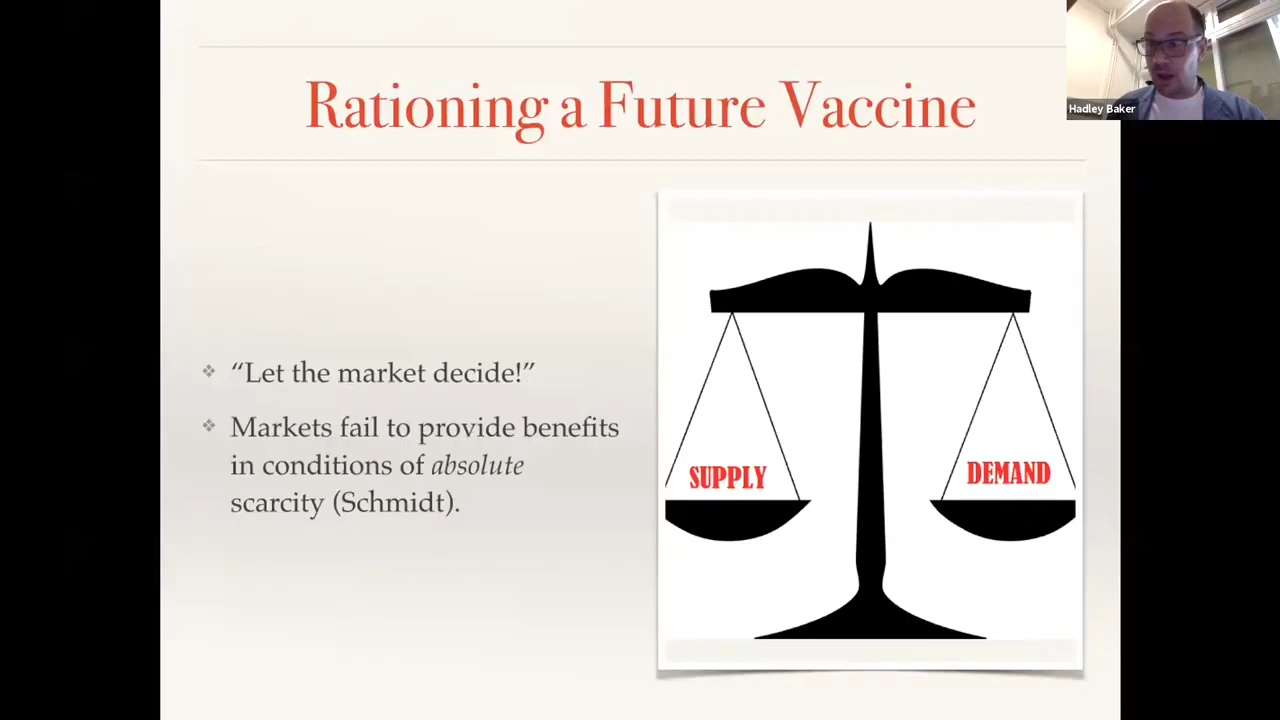 Rationing a Future Vaccine
Hadley Baker
“Let the market decide!”
Markets fail to provide benefits
in conditions of absolute
scarcity (Schmidt).
SUPPLY
DEMAND